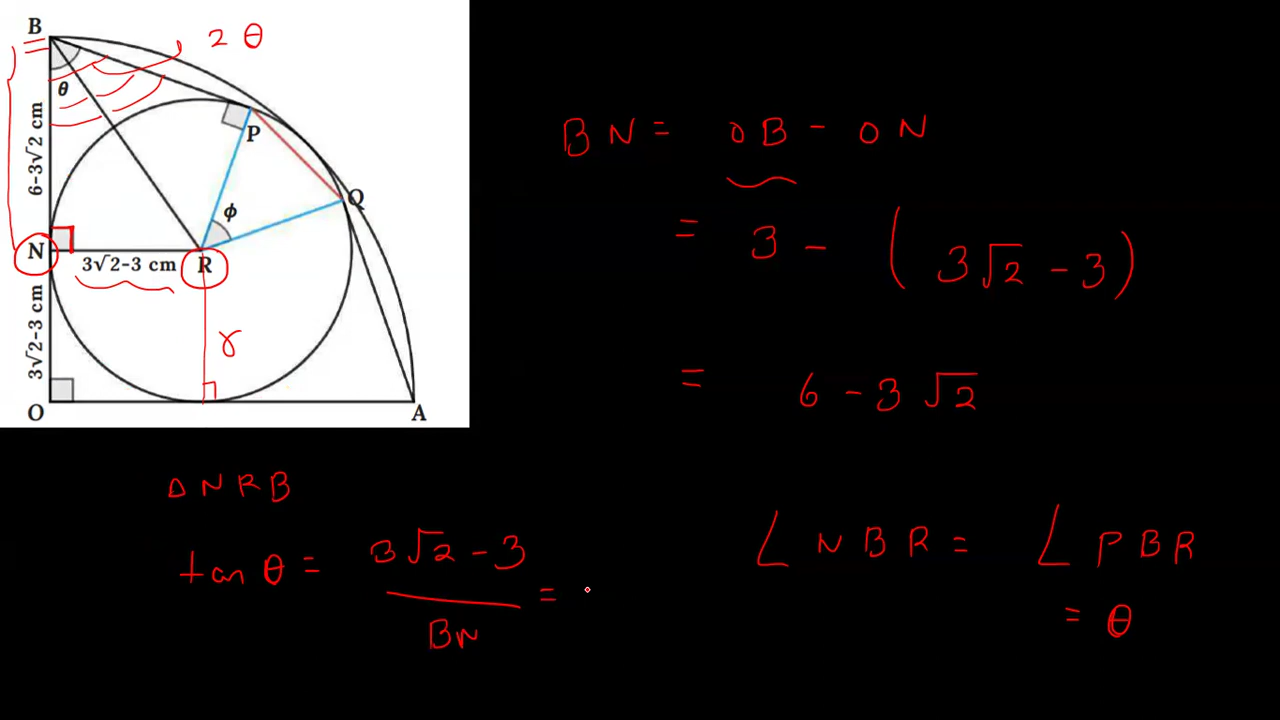 B
2 θ
θ
P
6-3√2 cm
ϕ
Q
N
3√2-3 cm
R
3√2-3 cm
r
O
A
BN = OB - ON
= 3 - (3√2 - 3)
= 6 - 3√2
Δ NRB
tan θ = 3√2 - 3 / BN =
∠NBR = ∠PBR
= θ